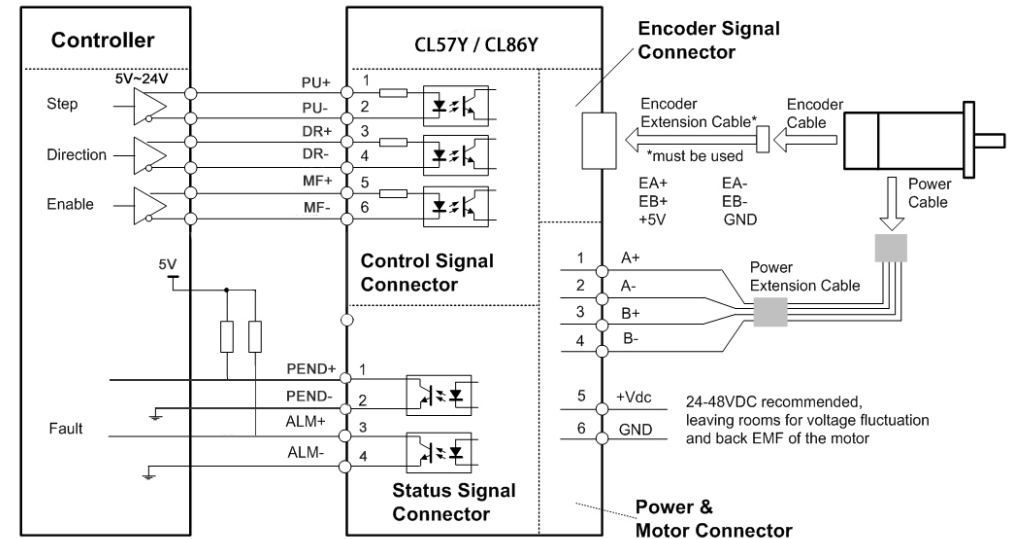 Controller
CL57Y / CL86Y
Encoder Signal
Connector
5V~24V
Step
PU+
1
PU-
2
Direction
DR+
3
DR-
4
Enable
MF+
5
MF-
6
Encoder
Extension Cable*
*must be used
Encoder
Cable
EA+ EA-
EB+ EB-
+5V GND
Power
Cable
Control Signal
Connector
5V
1 A+
2 A-
3 B+
4 B-
Power
Extension Cable
PEND+
1
PEND-
2
Fault
ALM+
3
ALM-
4
5 +Vdc
6 GND
24-48VDC recommended,
leaving rooms for voltage fluctuation
and back EMF of the motor
Status Signal
Connector
Power &
Motor Connector